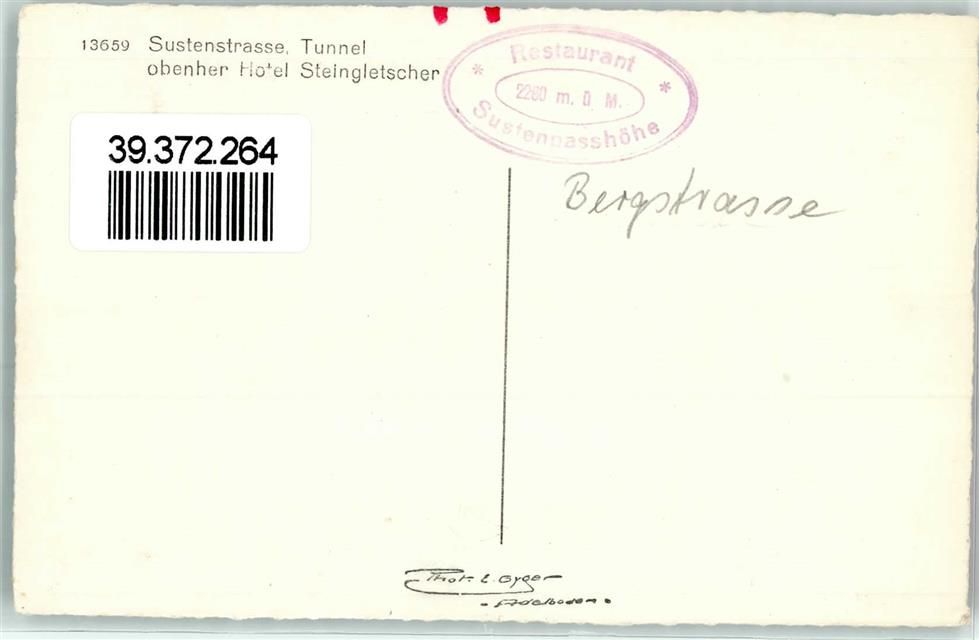 13659 Sustenstrasse, Tunnel
obenher Hotel Steingletscher
* Restaurant *
2260 m. ü M.
Sustenpasshöhe
39.372.264
Bergstrasse
Phot. E. Gyger
- Adelboden -